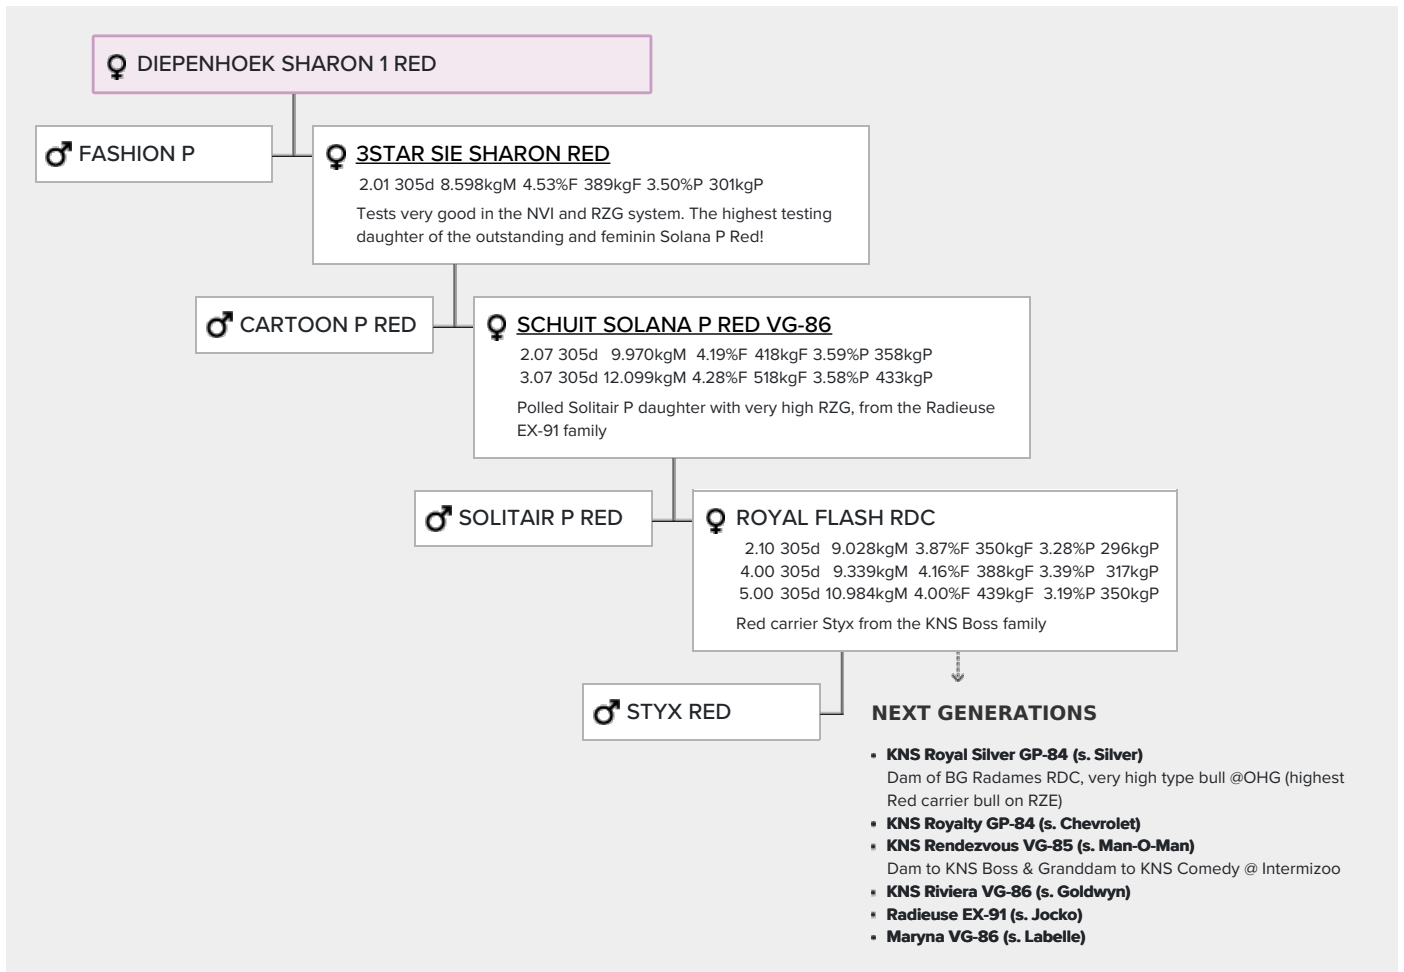 DIEPENHOEK SHARON 1 RED
FASHION P
3STAR SIE SHARON RED
2.01 305d 8.598kgM 4.53%F 389kgF 3.50%P 301kgP
Tests very good in the NVI and RZG system. The highest testing
daughter of the outstanding and feminin Solana P Red!
CARTOON P RED
SCHUIT SOLANA P RED VG-86
2.07 305d 9.970kgM 4.19%F 418kgF 3.59%P 358kgP
3.07 305d 12.099kgM 4.28%F 518kgF 3.58%P 433kgP
Polled Solitair P daughter with very high RZG, from the Radieuse
EX-91 family
SOLITAIR P RED
ROYAL FLASH RDC
2.10 305d 9.028kgM 3.87%F 350kgF 3.28%P 296kgP
4.00 305d 9.339kgM 4.16%F 388kgF 3.39%P 317kgP
5.00 305d 10.984kgM 4.00%F 439kgF 3.19%P 350kgP
Red carrier Styx from the KNS Boss family
STYX RED
NEXT GENERATIONS
• KNS Royal Silver GP-84 (s. Silver)
Dam of BG Radames RDC, very high type bull @OHG (highest
Red carrier bull on RZE)
• KNS Royalty GP-84 (s. Chevrolet)
• KNS Rendezvous VG-85 (s. Man-O-Man)
Dam to KNS Boss & Granddam to KNS Comedy @ Intermizoo
• KNS Riviera VG-86 (s. Goldwyn)
• Radieuse EX-91 (s. Jocko)
• Maryna VG-86 (s. Labelle)